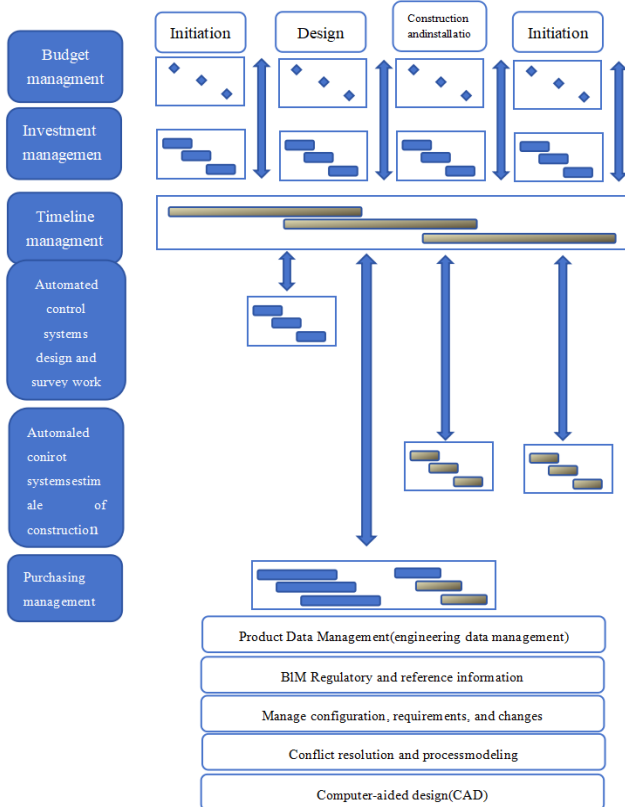 Initiation
Design
Construction
andinstallatio
Initiation
Budget
managment
Investment
managemen
Timeline
managment
Automated
control
systems
design and
survey work
Automaled
conirot
systemsestim
ale of
construction
Purchasing
management
Product Data Management(engineering data management)
BlM Regulatory and reference information
Manage configuration, requirements, and changes
Conflict resolution and processmodeling
Computer-aided design(CAD)